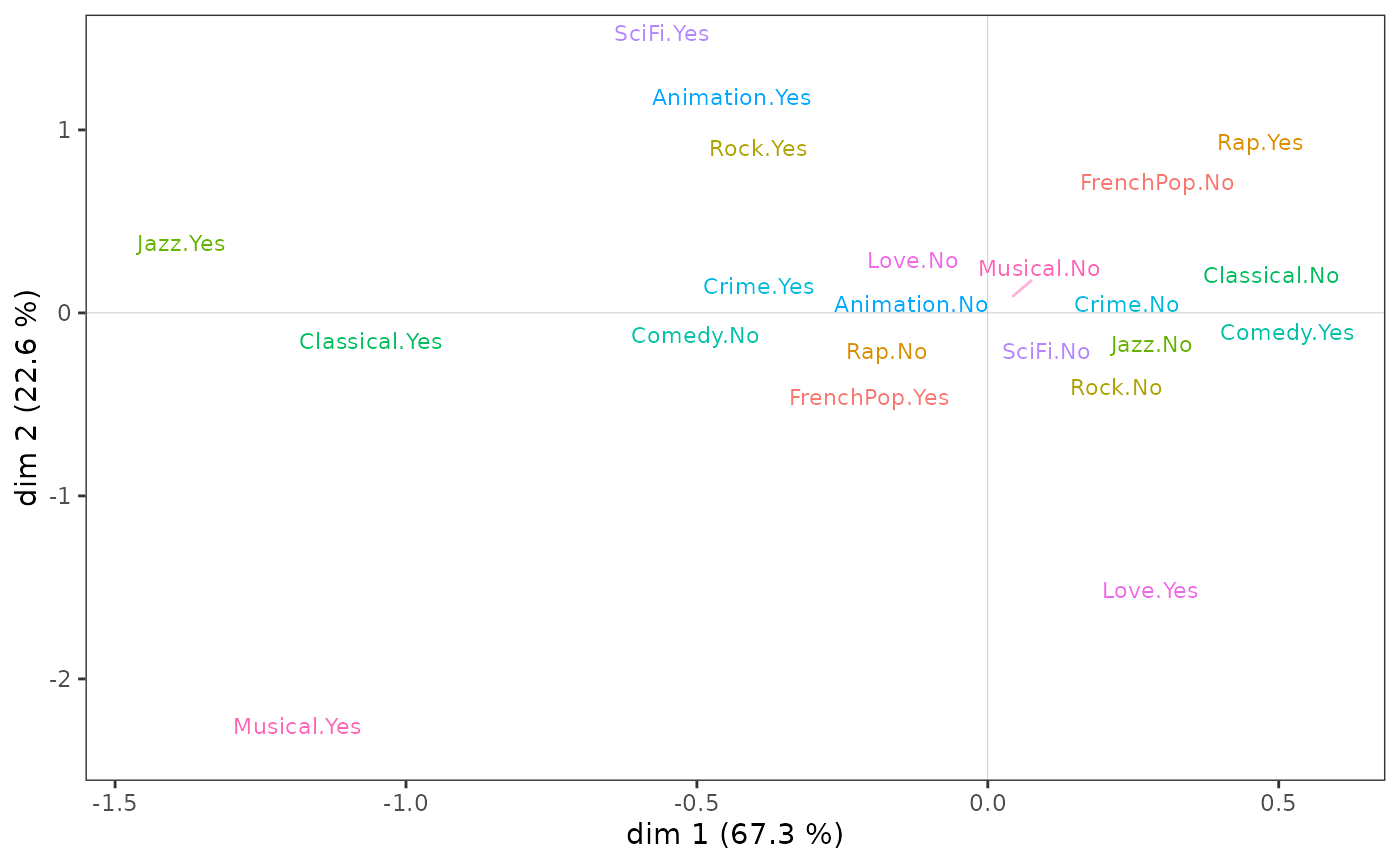 SciFi.Yes
Animation.Yes
1
Rap.Yes
Rock.Yes
FrenchPop.No
Jazz.Yes
Love.No
Musical.No
Classical.No
Crime.Yes
Animation.No
Crime.No
0
Comedy.No
Comedy.Yes
Classical.Yes
Rap.No
SciFi.No
Jazz.No
Rock.No
FrenchPop.Yes
dim 2 (22.6 %)
-1
Love.Yes
-2
Musical.Yes
-1.5 -1.0 -0.5 0.0 0.5
dim 1 (67.3 %)